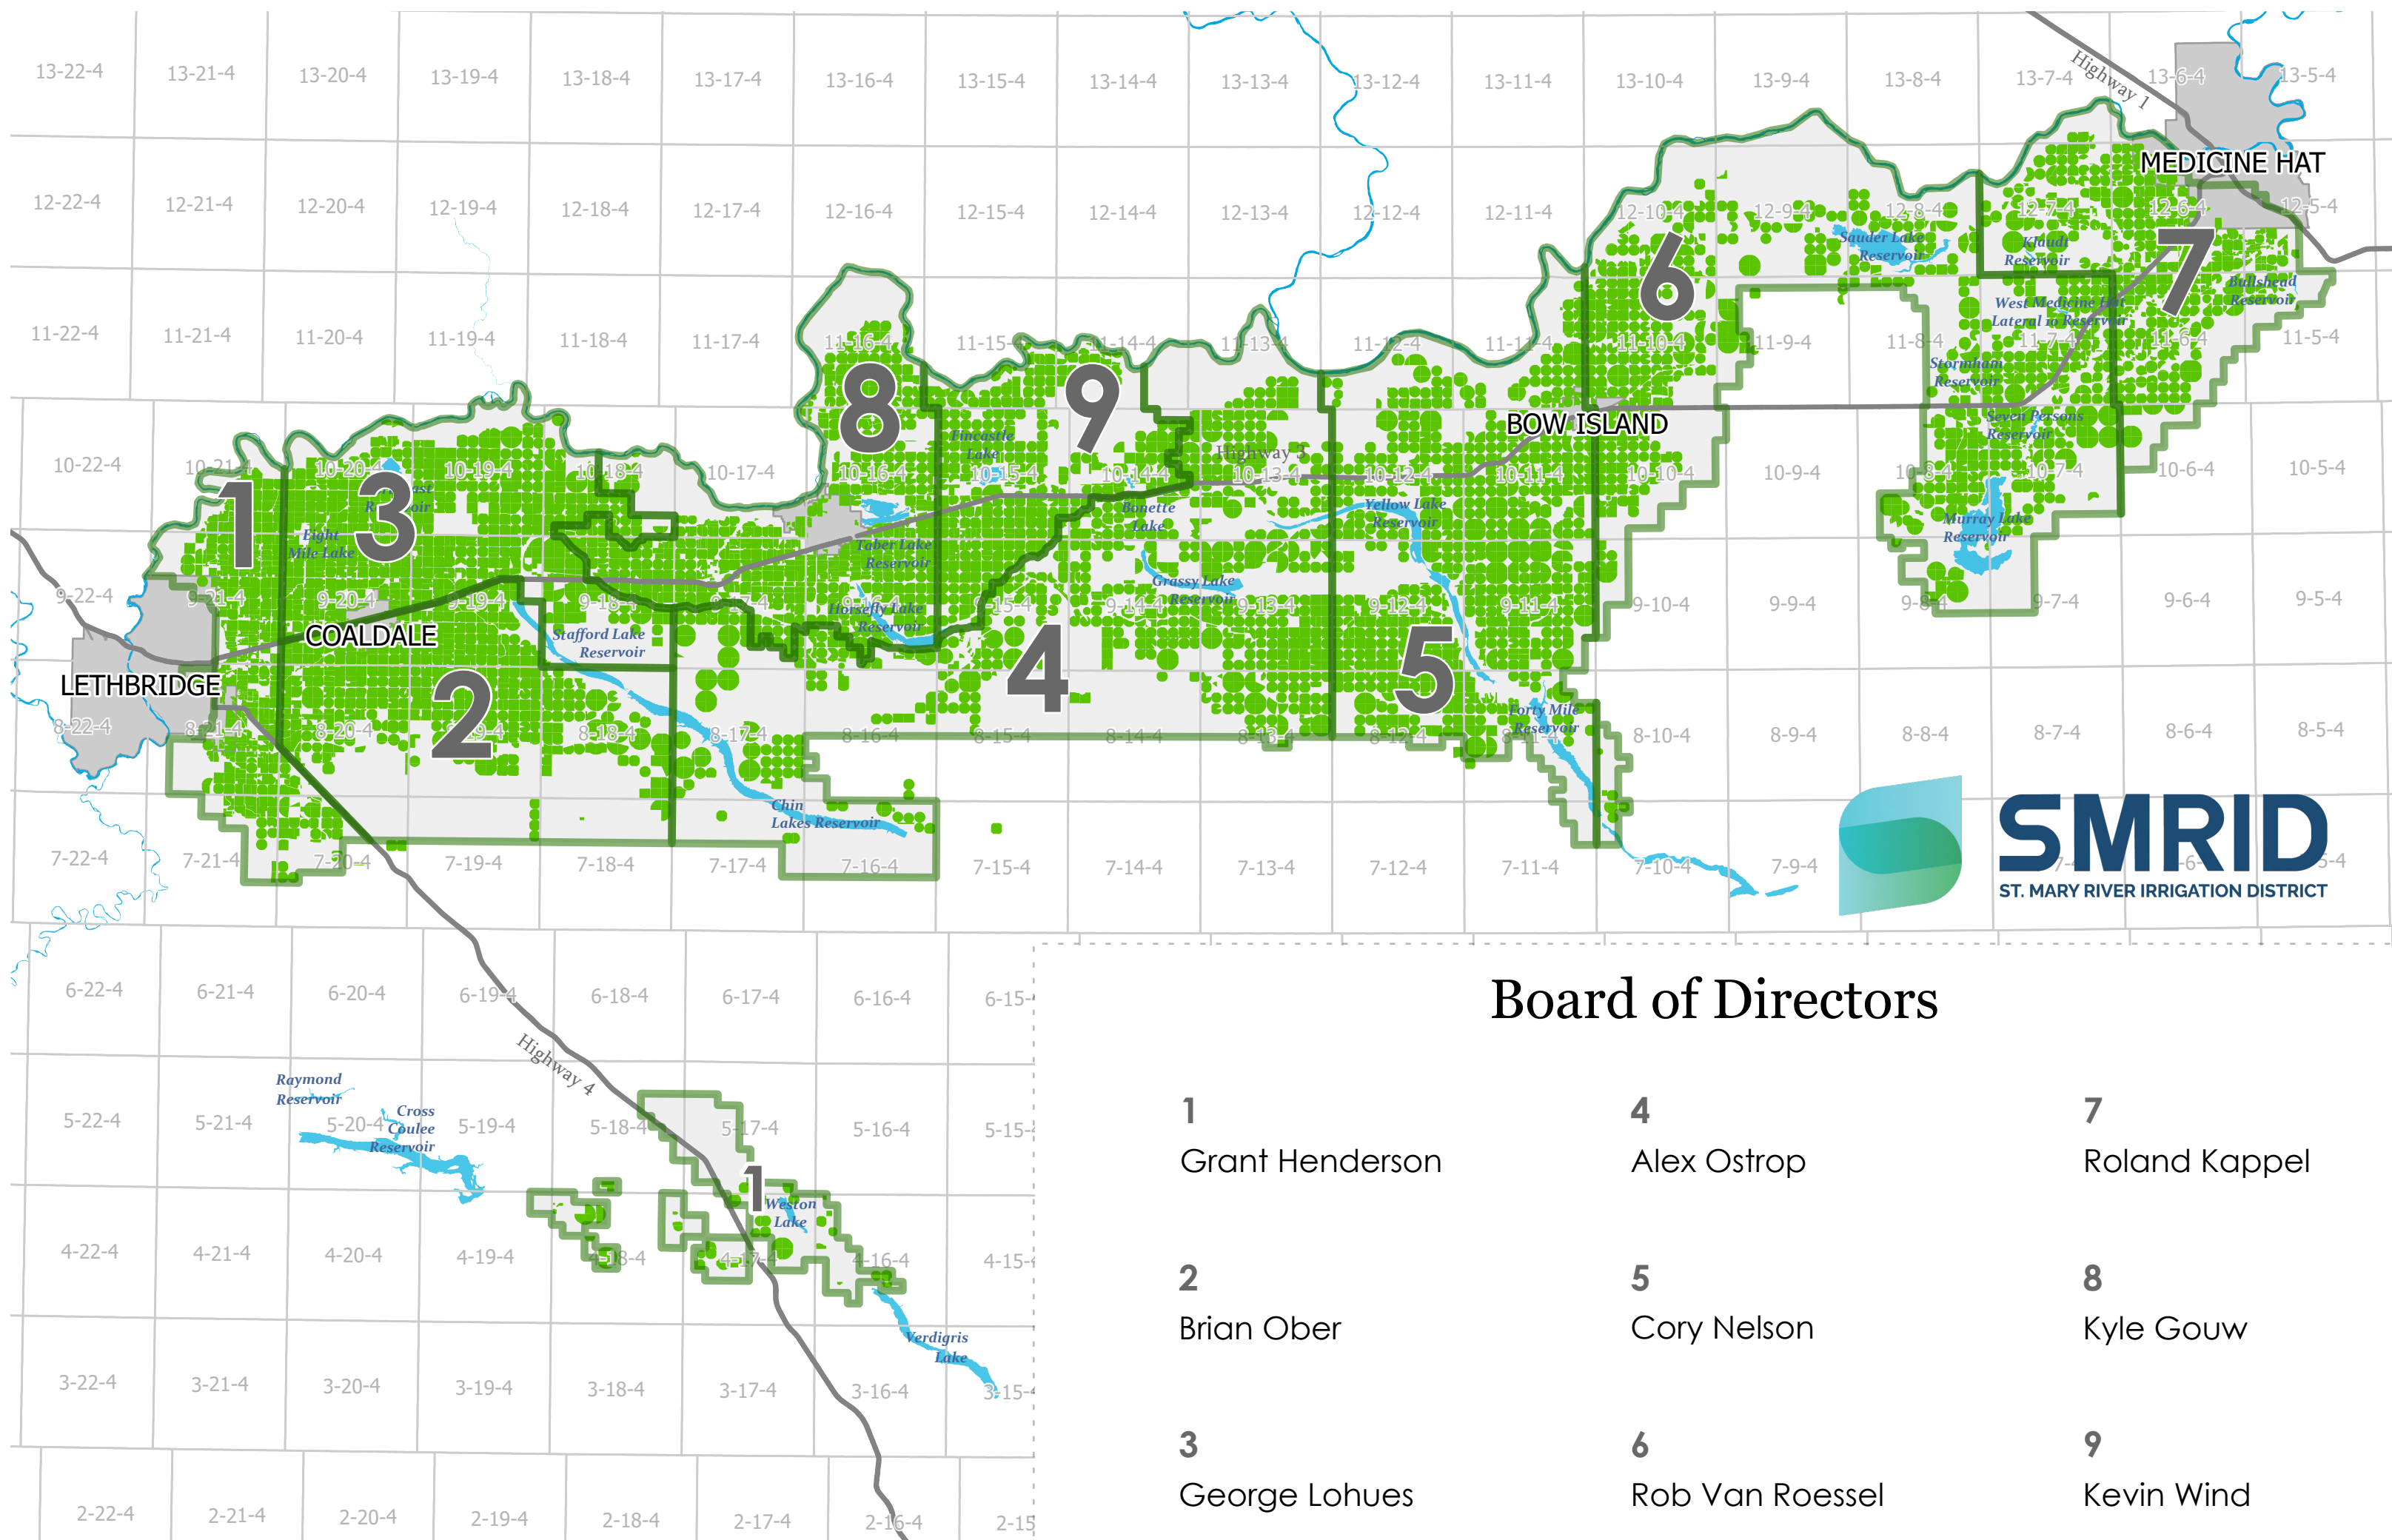 13-22-4 13-21-4 13-20-4 13-19-4 13-18-4 13-17-4 13-16-4 13-15-4 13-14-4 13-13-4 13-12-4 13-11-4 13-10-4 13-9-4 13-8-4 13-7-4 13-6-4 13-5-4
Highway 1
MEDICINE HAT
12-22-4 12-21-4 12-20-4 12-19-4 12-18-4 12-17-4 12-16-4 12-15-4 12-14-4 12-13-4 12-12-4 12-11-4 12-10-4 12-9-4 12-8-4 12-7-4 12-6-4 12-5-4
Sauder Lake
Reservoir
Klaudt
Reservoir
6
7
Bullshead
Reservoir
West Medicine Hat
Lateral 10 Reservoir
11-22-4 11-21-4 11-20-4 11-19-4 11-18-4 11-17-4 11-16-4 11-15-4 11-14-4 11-13-4 11-12-4 11-11-4 11-10-4 11-9-4 11-8-4 11-7-4 11-6-4 11-5-4
Stornham
Reservoir
8
9
BOW ISLAND
Seven Persons
Reservoir
Fincastle
Lake
Highway 3
10-22-4 10-21-4 10-20-4 10-19-4 10-18-4 10-17-4 10-16-4 10-15-4 10-14-4 10-13-4 10-12-4 10-11-4 10-10-4 10-9-4 10-8-4 10-7-4 10-6-4 10-5-4
1
3
Eight
Mile Lake
Taber Lake
Reservoir
Bonette
Lake
Yellow Lake
Reservoir
Murray Lake
Reservoir
Grassy Lake
Reservoir
9-22-4 9-21-4 9-20-4 9-19-4 9-18-4 9-14-4 9-13-4 9-12-4 9-11-4 9-10-4 9-9-4 9-8-4 9-7-4 9-6-4 9-5-4
Horsefly Lake
Reservoir
COALDALE
Stafford Lake
Reservoir
LETHBRIDGE
2
4
5
Forty Mile
Reservoir
8-22-4 8-21-4 8-20-4 8-18-4 8-17-4 8-16-4 8-15-4 8-14-4 8-13-4 8-12-4 8-11-4 8-10-4 8-9-4 8-8-4 8-7-4 8-6-4 8-5-4
Chin
Lakes Reservoir
SMRID
ST. MARY RIVER IRRIGATION DISTRICT
7-22-4 7-21-4 7-20-4 7-19-4 7-18-4 7-17-4 7-16-4 7-15-4 7-14-4 7-13-4 7-12-4 7-11-4 7-10-4 7-9-4
6-22-4 6-21-4 6-20-4 6-19-4 6-18-4 6-17-4 6-16-4 6-15-
Highway 4
Raymond
Reservoir
Cross
Coulee
Reservoir
5-22-4 5-21-4 5-20-4 5-19-4 5-18-4 5-17-4 5-16-4 5-15-
1
Weston
Lake
4-22-4 4-21-4 4-20-4 4-19-4 4-18-4 4-17-4 4-16-4 4-15-
Verdigris
Lake
3-22-4 3-21-4 3-20-4 3-19-4 3-18-4 3-17-4 3-16-4 3-15-
2-22-4 2-21-4 2-20-4 2-19-4 2-18-4 2-17-4 2-16-4 2-15
Board of Directors
1
Grant Henderson
2
Brian Ober
3
George Lohues
4
Alex Ostrop
5
Cory Nelson
6
Rob Van Roessel
7
Roland Kappel
8
Kyle Gouw
9
Kevin Wind